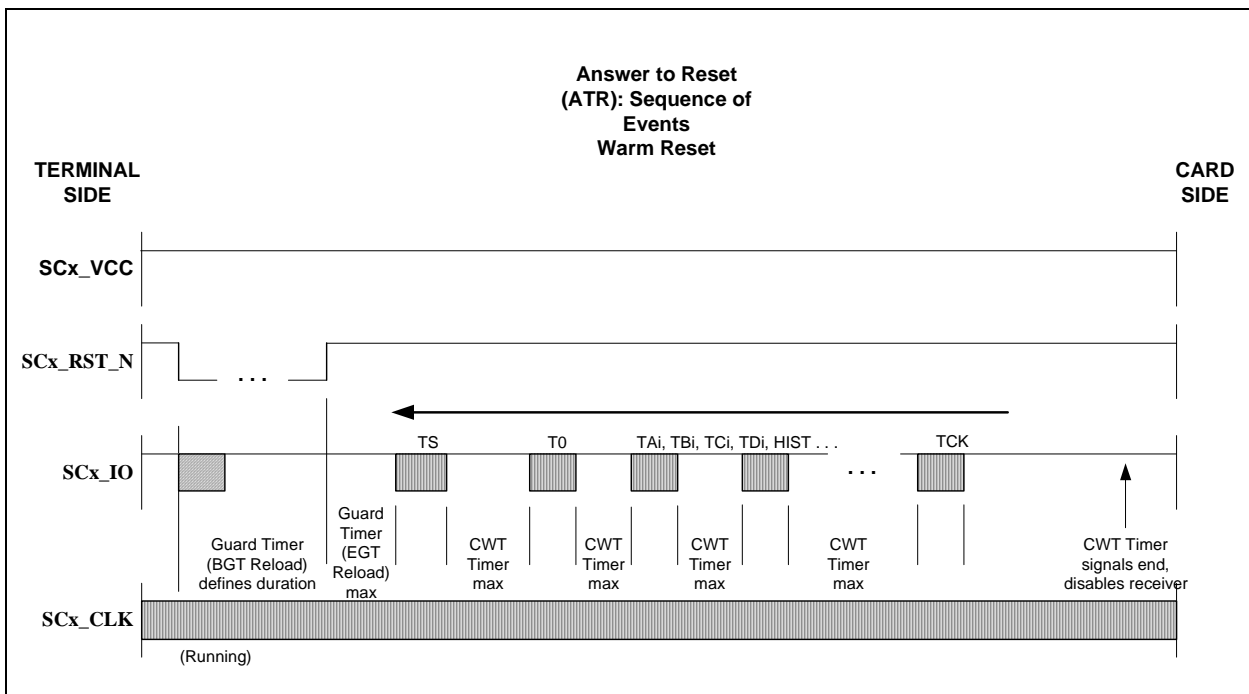 Answer to Reset
(ATR): Sequence of
Events
Warm Reset
TERMINAL
SIDE
CARD
SIDE
SCx_VCC
SCx_RST_N
. . .
SCx_IO
TS
T0
TAi, TBi, TCi, TDi, HIST . . .
TCK
. . .
Guard Timer
(BGT Reload)
defines duration
Guard
Timer
(EGT
Reload)
max
CWT
Timer
max
CWT
Timer
max
CWT
Timer
max
CWT
Timer
max
CWT Timer
signals end,
disables receiver
SCx_CLK
(Running)